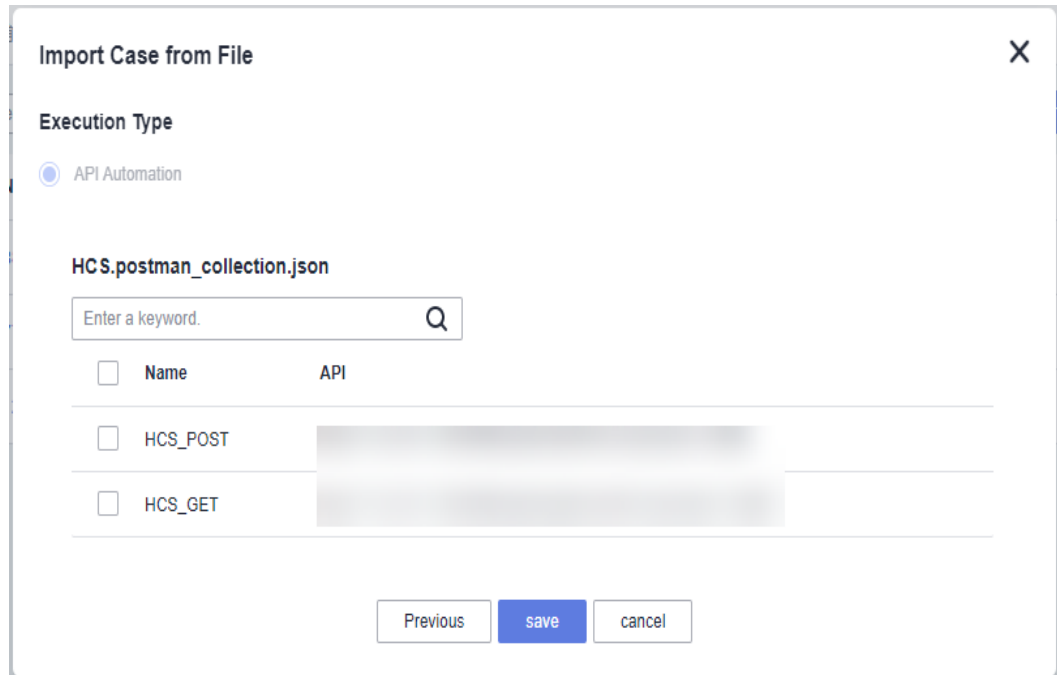 Import Case from File
Execution Type
API Automation
HCS.postman_collection.json
Enter a keyword.
Name API
HCS_POST
HCS_GET
Previous save cancel